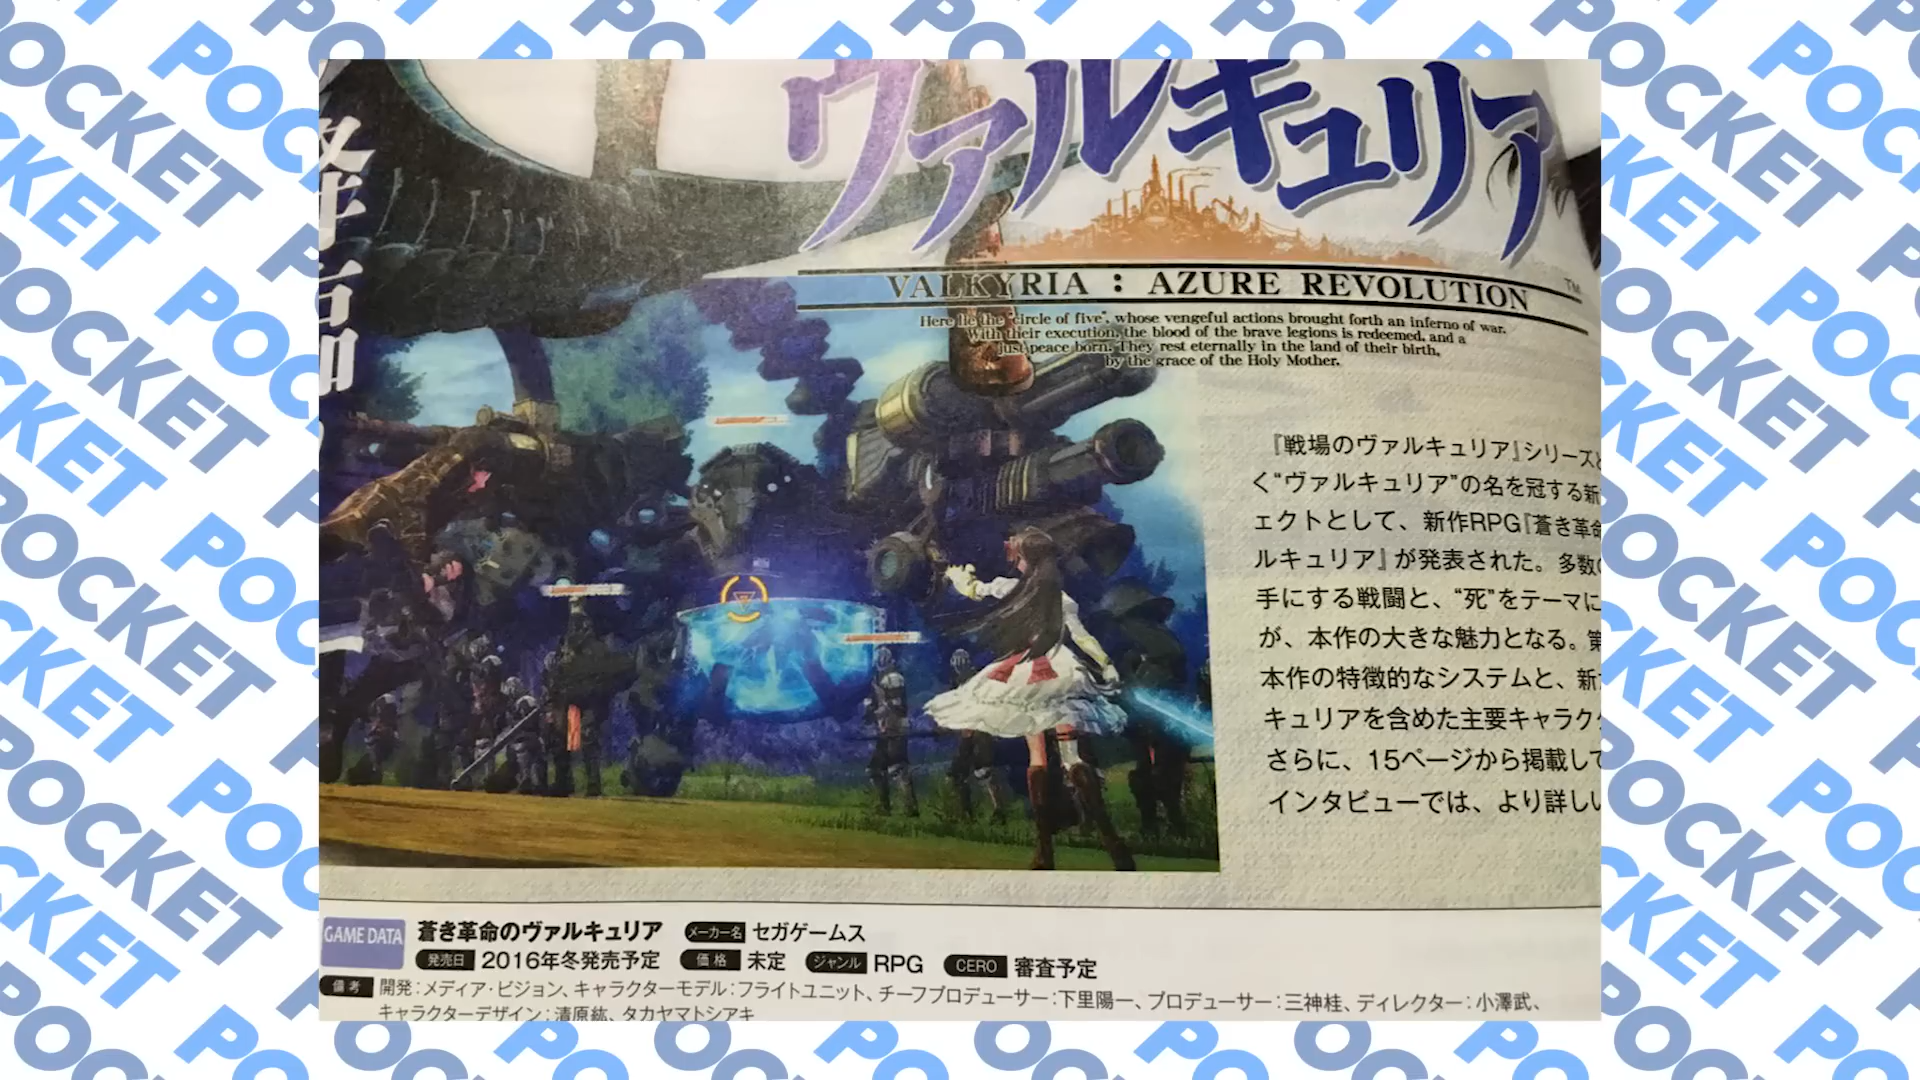 ヴァルキュリア
VALKYRIA : AZURE REVOLUTION
TM
Here lie the "circle of five", whose vengeful actions brought forth an inferno of war.
With their execution, the blood of the brave legions is redeemed, and a
just peace born. They rest eternally in the land of their birth,
by the grace of the Holy Mother.
『戦場のヴァルキュリア』シリーズと
く“ヴァルキュリア”の名を冠する新
ェクトとして、新作RPG『蒼き革命
ルキュリア』が発表された。多数の
手にする戦闘と、“死”をテーマに
が、本作の大きな魅力となる。第
本作の特徴的なシステムと、新
キュリアを含めた主要キャラク
さらに、15ページから掲載して
インタビューでは、より詳しい
GAME DATA
蒼き革命のヴァルキュリア メーカー名 セガゲームス
発売日 2016年冬発売予定 価格 未定 ジャンル RPG CERO 審査予定
備考 開発：メディア・ビジョン、キャラクターモデル：フライトユニット、チーフプロデューサー：下里陽一、プロデューサー：三神桂、ディレクター：小澤武、
キャラクターデザイン：清原紘、タカヤマトシアキ
POCKET